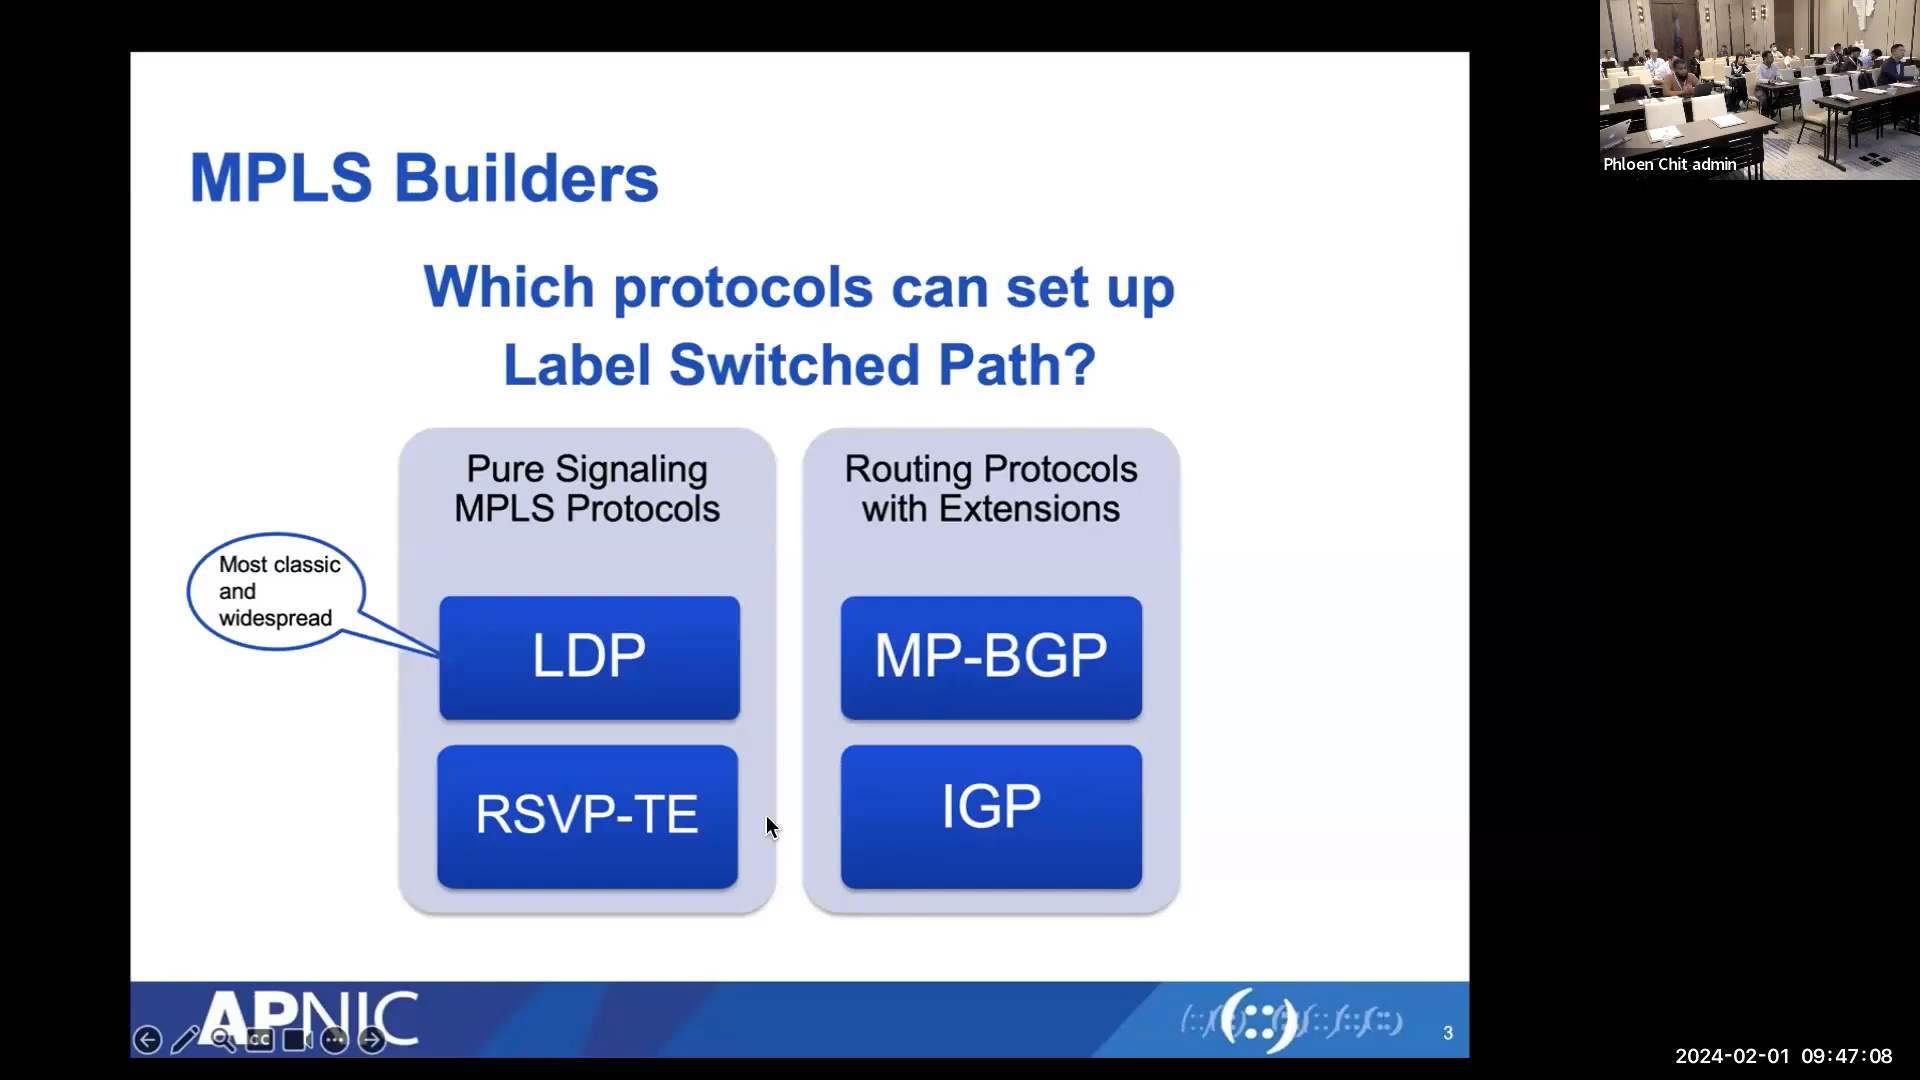 MPLS Builders
Which protocols can set up
Label Switched Path?
Pure Signaling
MPLS Protocols
Routing Protocols
with Extensions
Most classic
and
widespread
LDP
MP-BGP
RSVP-TE
IGP
APNIC
CC
3
Phloen Chit admin
2024-02-01 09:47:08